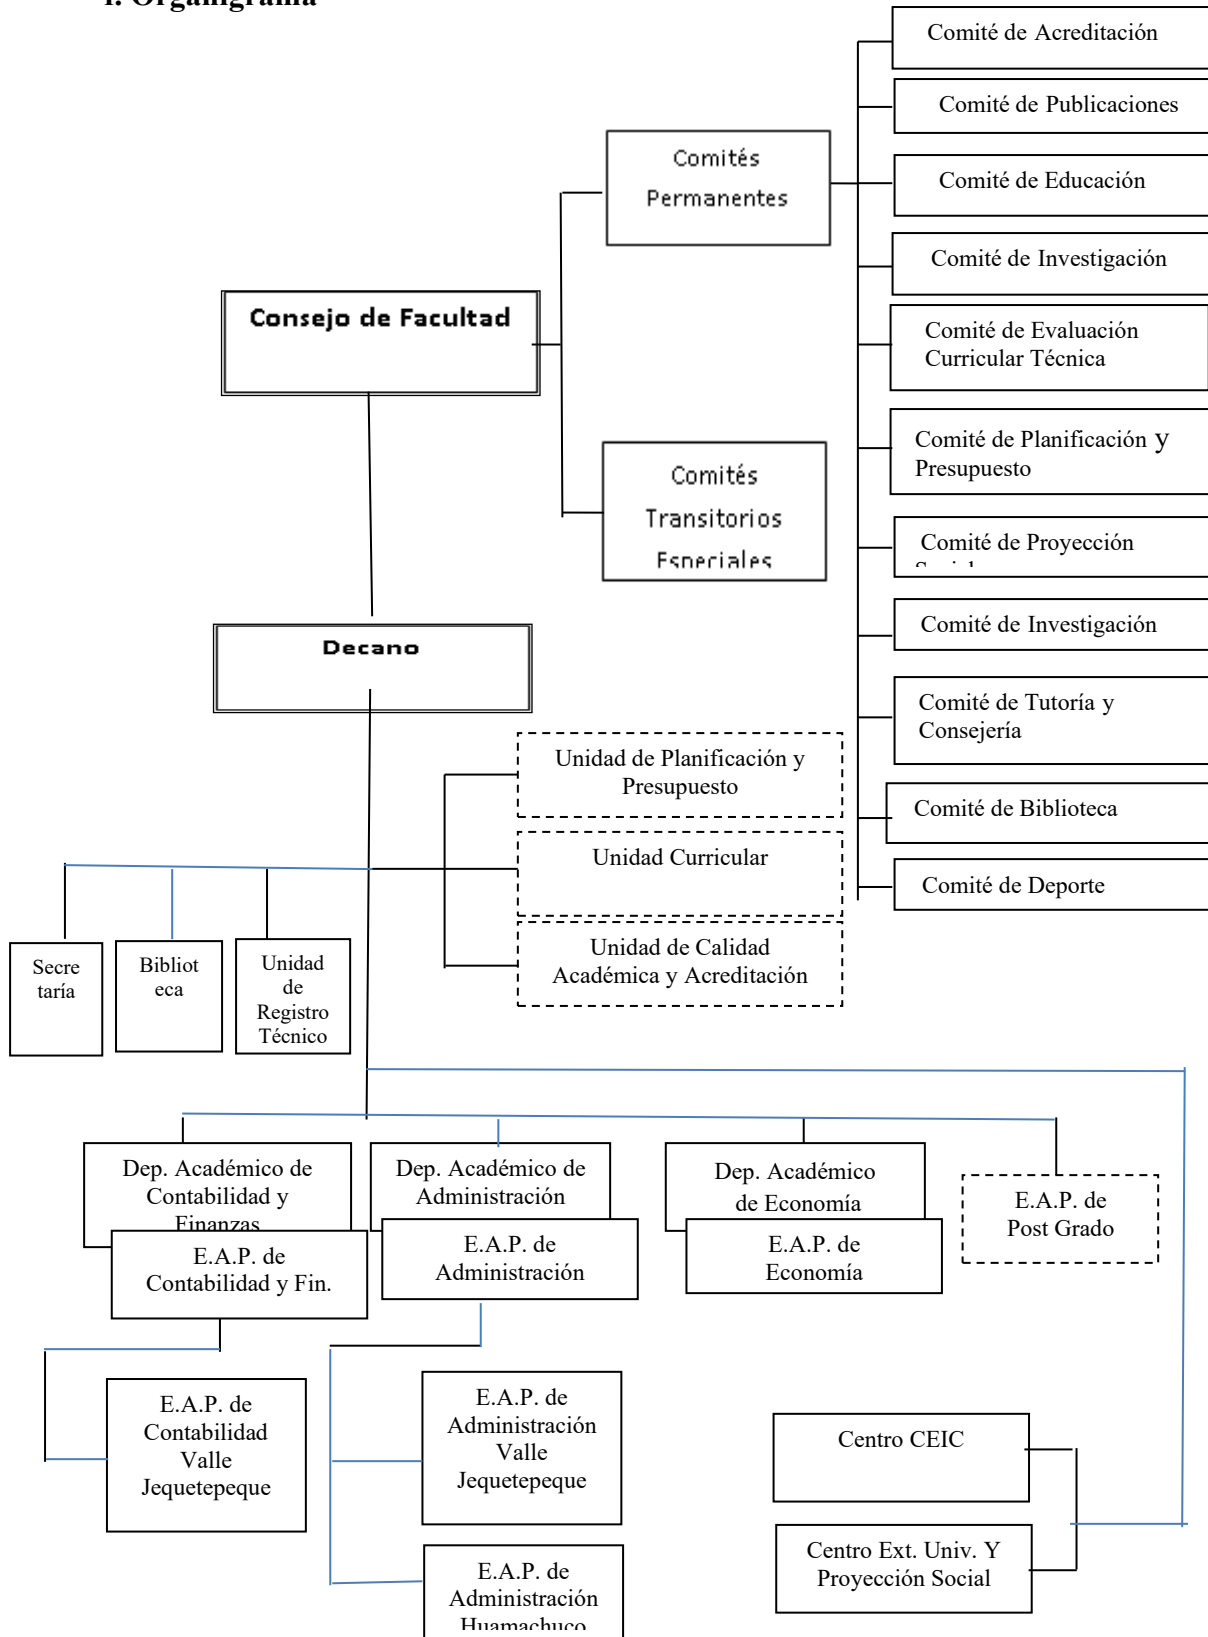 I. Organigrama
Comité de Acreditación
Comité de Publicaciones
Comités
Permanentes
Comité de Educación
Comité de Investigación
Consejo de Facultad
Comité de Evaluación
Curricular Técnica
Comité de Planificación y
Presupuesto
Comités
Transitorios
Especiales
Comité de Proyección
Social
Comité de Investigación
Decano
Comité de Tutoría y
Consejería
Unidad de Planificación y
Presupuesto
Comité de Biblioteca
Unidad Curricular
Comité de Deporte
Unidad de Calidad
Académica y Acreditación
Secre
taría
Bibliot
eca
Unidad
de
Registro
Técnico
Dep. Académico de
Contabilidad y
Finanzas
Dep. Académico de
Administración
Dep. Académico
de Economía
E.A.P. de
Post Grado
E.A.P. de
Contabilidad y Fin.
E.A.P. de
Administración
E.A.P. de
Economía
E.A.P. de
Contabilidad
Valle
Jequetepeque
E.A.P. de
Administración
Valle
Jequetepeque
Centro CEIC
Centro Ext. Univ. Y
Proyección Social
E.A.P. de
Administración
Huamachuco